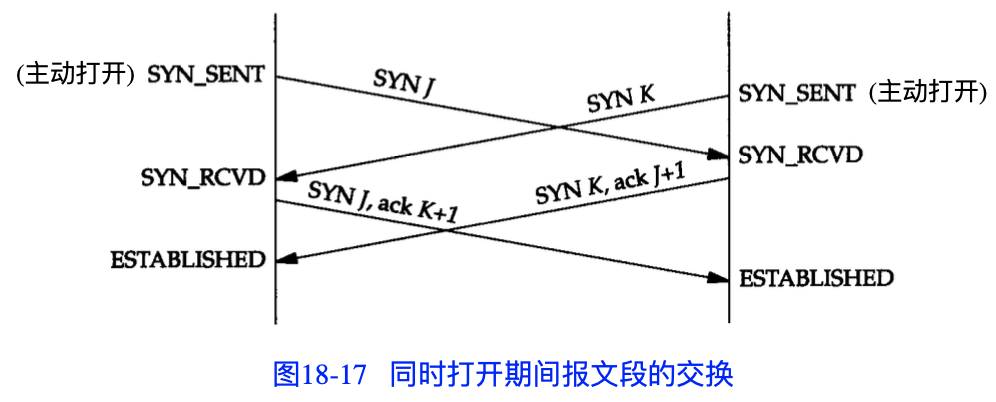 (主动打开) SYN_SENT
SYN J
SYN K
SYN_SENT (主动打开)
SYN_RCVD
SYN_RCVD
SYN J, ack K+1
SYN K, ack J+1
ESTABLISHED
ESTABLISHED
图18-17 同时打开期间报文段的交换